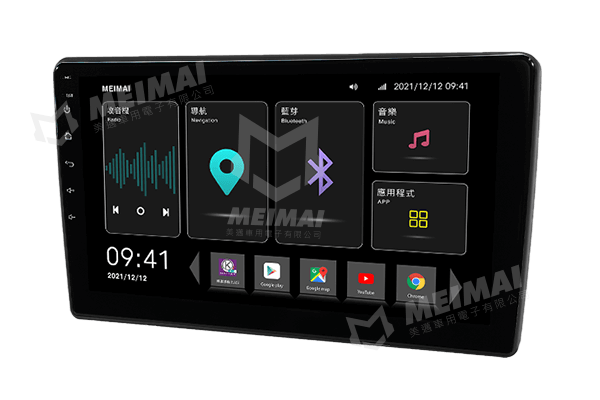 MEIMAI
2021/12/12 09:41
收音機
Radio
導航
Navigation
藍芽
Bluetooth
音樂
Music
應用程式
APP
09:41
2021/12/12
Google play
Google map
YouTube
Chrome
MIC
RST
MEIMAI
美邁車用電子有限公司
MEIMAI
美邁車用電子有限公司
MEIMAI
美邁車用電子有限公司